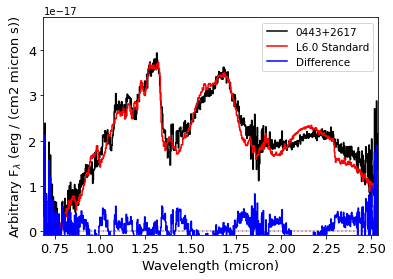 1e−17
0443+2617
L6.0 Standard
Difference
Arbitrary Fλ (erg / (cm2 micron s))
4
3
2
1
0
0.75 1.00 1.25 1.50 1.75 2.00 2.25 2.50
Wavelength (micron)